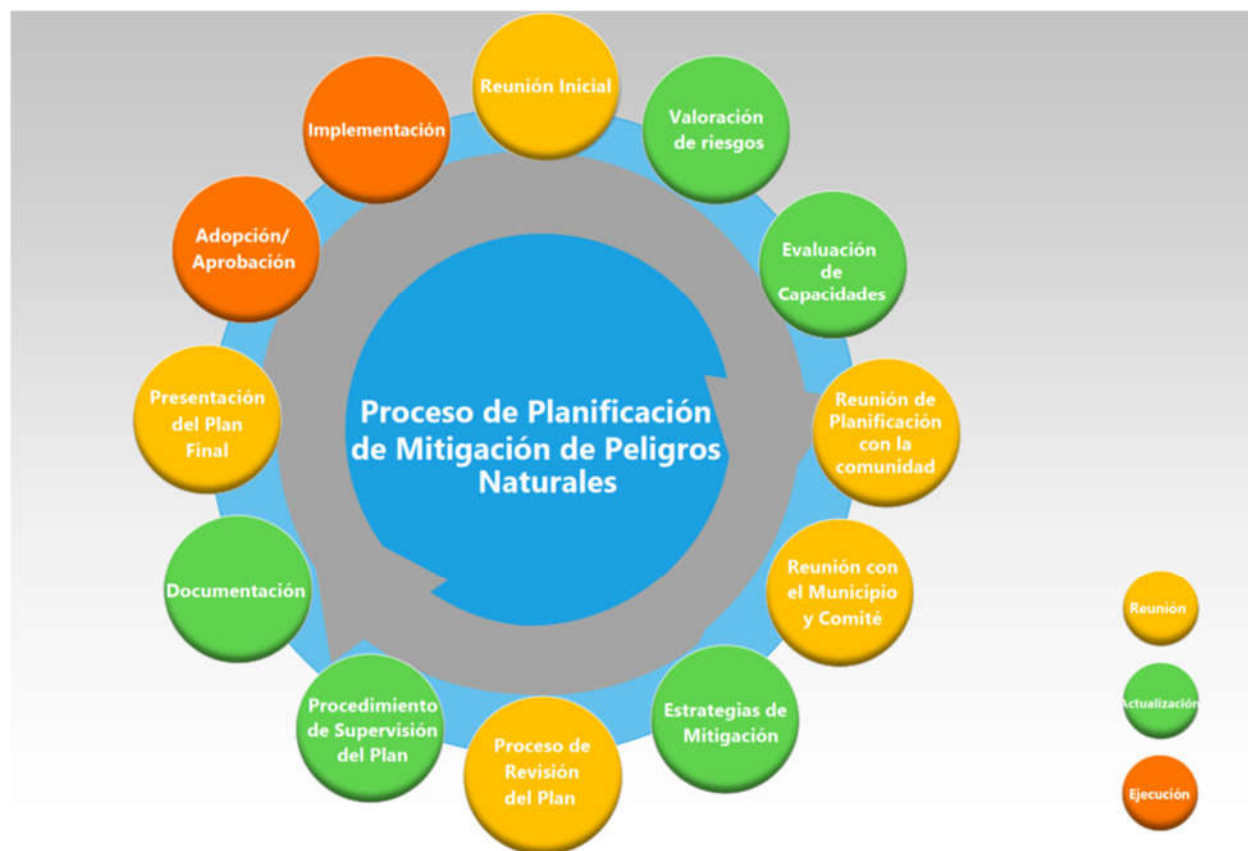 Reunión Inicial
Valoración
de riesgos
Evaluación
de
Capacidades
Reunión de
Planificación
con la
comunidad
Reunión con
el Municipio
y Comité
Estrategias de
Mitigación
Proceso de
Revisión
del Plan
Procedimiento
de Supervisión
del Plan
Documentación
Presentación
del Plan
Final
Adopción/
Aprobación
Implementación
Proceso de Planificación
de Mitigación de Peligros
Naturales
Reunión
Actualización
Ejecución